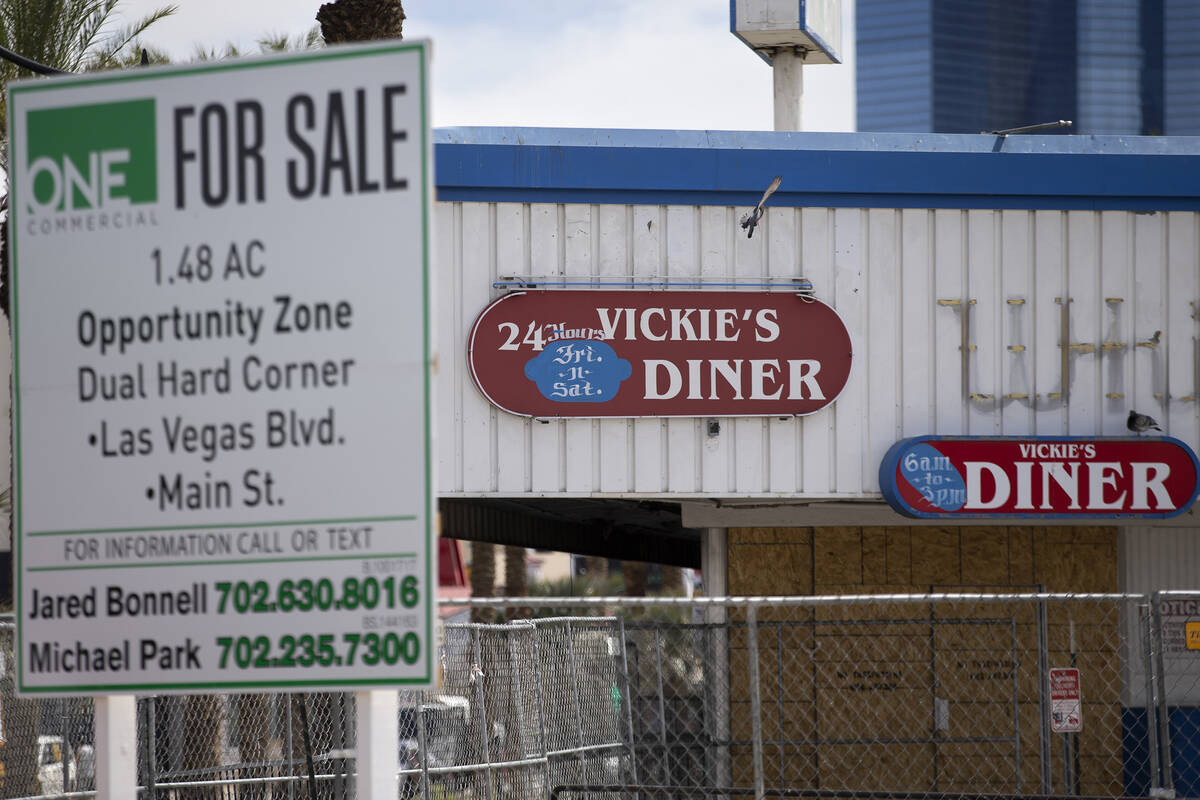 ONE
COMMERCIAL
FOR SALE
1.48 AC
Opportunity Zone
Dual Hard Corner
•Las Vegas Blvd.
•Main St.
FOR INFORMATION CALL OR TEXT
Jared Bonnell 702.630.8016
Michael Park 702.235.7300
24 Hours
Fri.
-n-
Sat.
VICKIE'S
DINER
6am
to
3pm
VICKIE'S
DINER
NO TRESPASSING